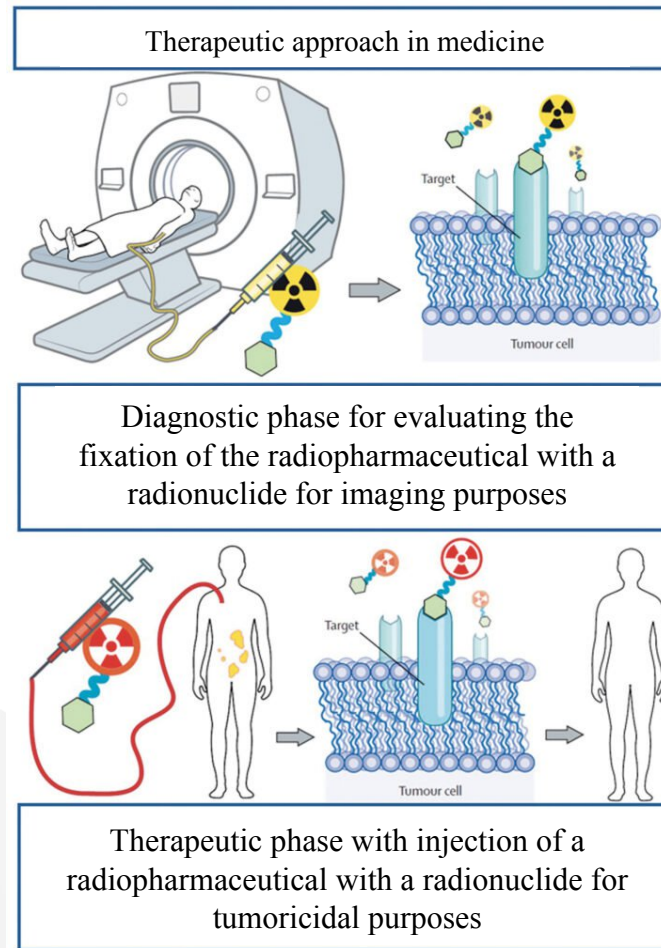 Therapeutic approach in medicine
Target
Tumour cell
Diagnostic phase for evaluating the
fixation of the radiopharmaceutical with a
radionuclide for imaging purposes
Target
Tumour cell
Therapeutic phase with injection of a
radiopharmaceutical with a radionuclide for
tumoricidal purposes